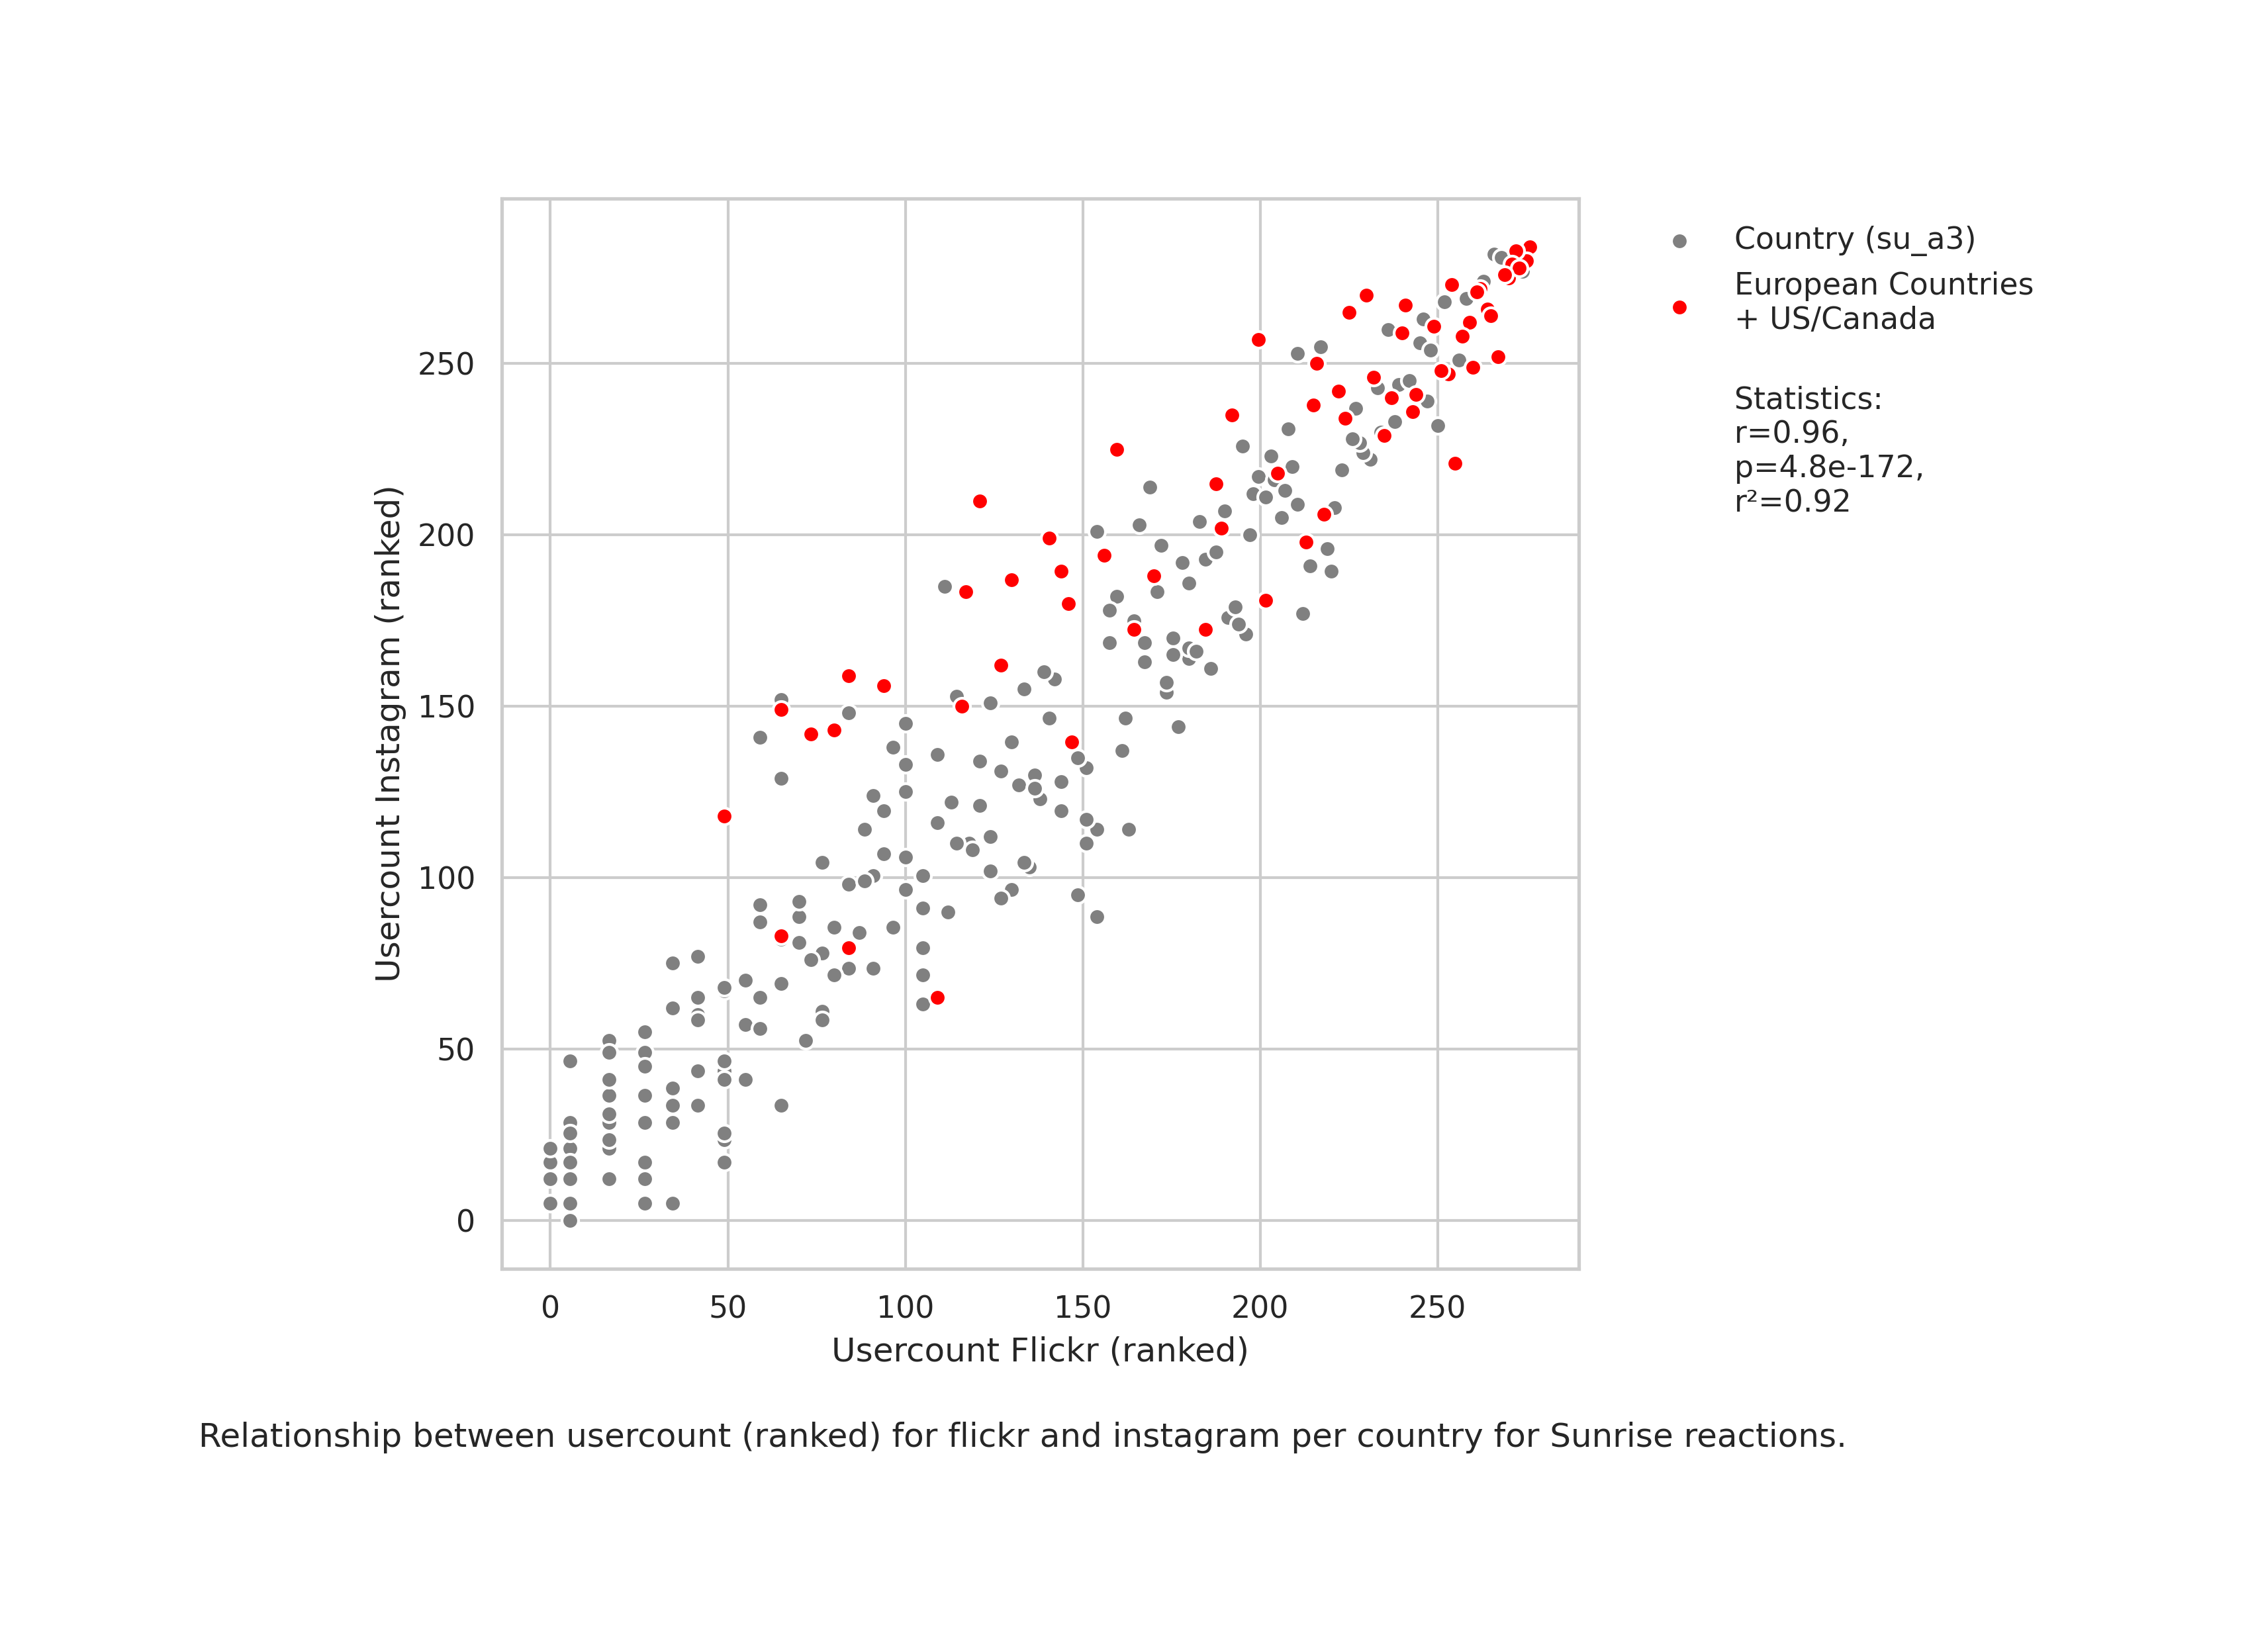 Country (su_a3)
European Countries
+ US/Canada
Statistics:
r=0.96,
p=4.8e-172,
r²=0.92
Usercount Instagram (ranked)
250
200
150
100
50
0
0 50 100 150 200 250
Usercount Flickr (ranked)
Relationship between usercount (ranked) for flickr and instagram per country for Sunrise reactions.